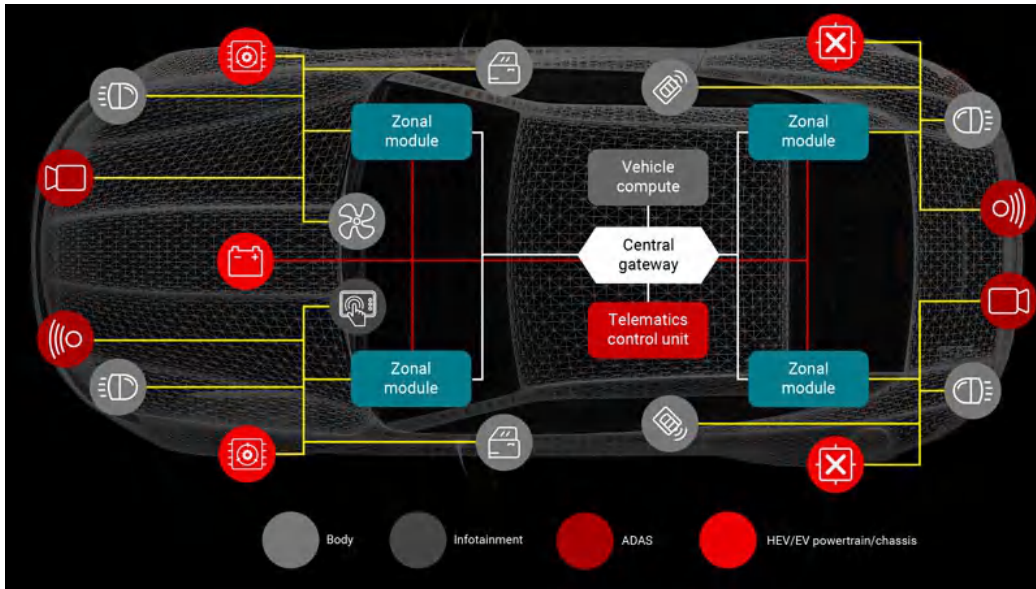 Zonal
module
Zonal
module
Vehicle
compute
Central
gateway
Telematics
control unit
Zonal
module
Zonal
module
Body
Infotainment
ADAS
HEV/EV powertrain/chassis